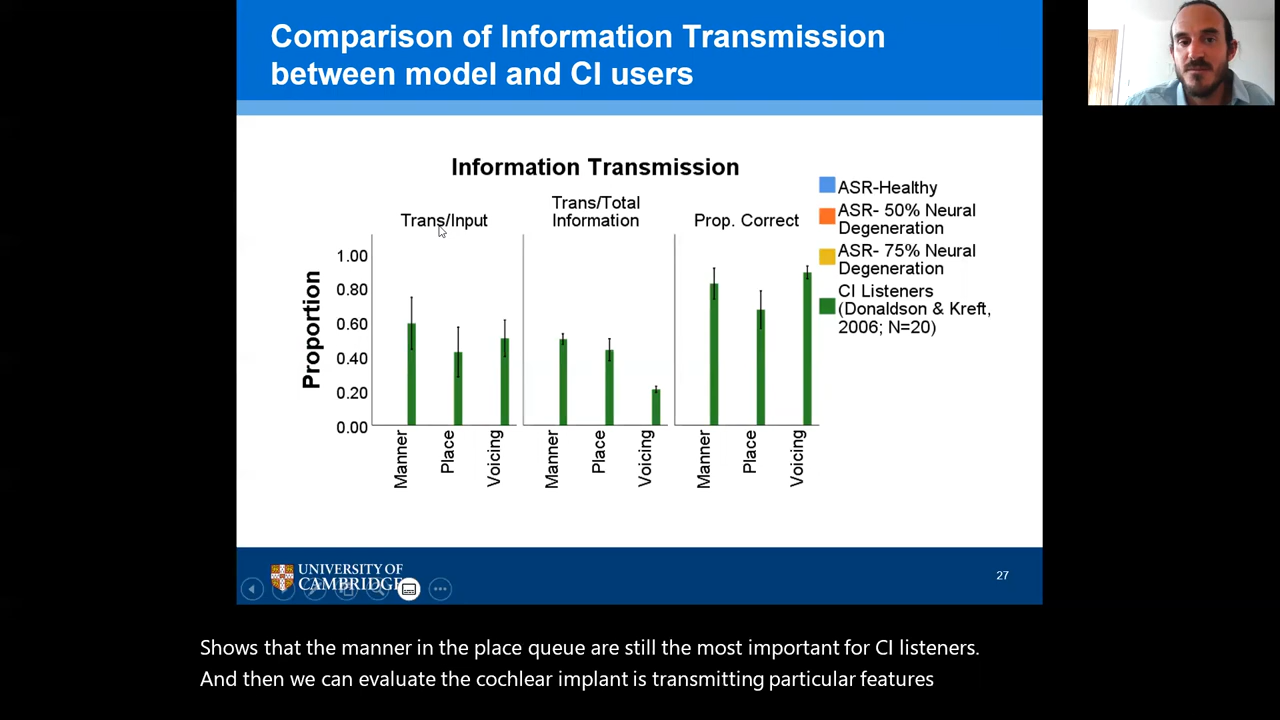 Comparison of Information Transmission
between model and CI users
Information Transmission
Trans/Input
Trans/Total
Information
Prop. Correct
ASR-Healthy
ASR- 50% Neural
Degeneration
ASR- 75% Neural
Degeneration
CI Listeners
(Donaldson & Kreft,
2006; N=20)
Proportion
1.00
0.80
0.60
0.40
0.20
0.00
Manner
Place
Voicing
Manner
Place
Voicing
Manner
Place
Voicing
UNIVERSITY OF
CAMBRIDGE
27
Shows that the manner in the place queue are still the most important for CI listeners.
And then we can evaluate the cochlear implant is transmitting particular features